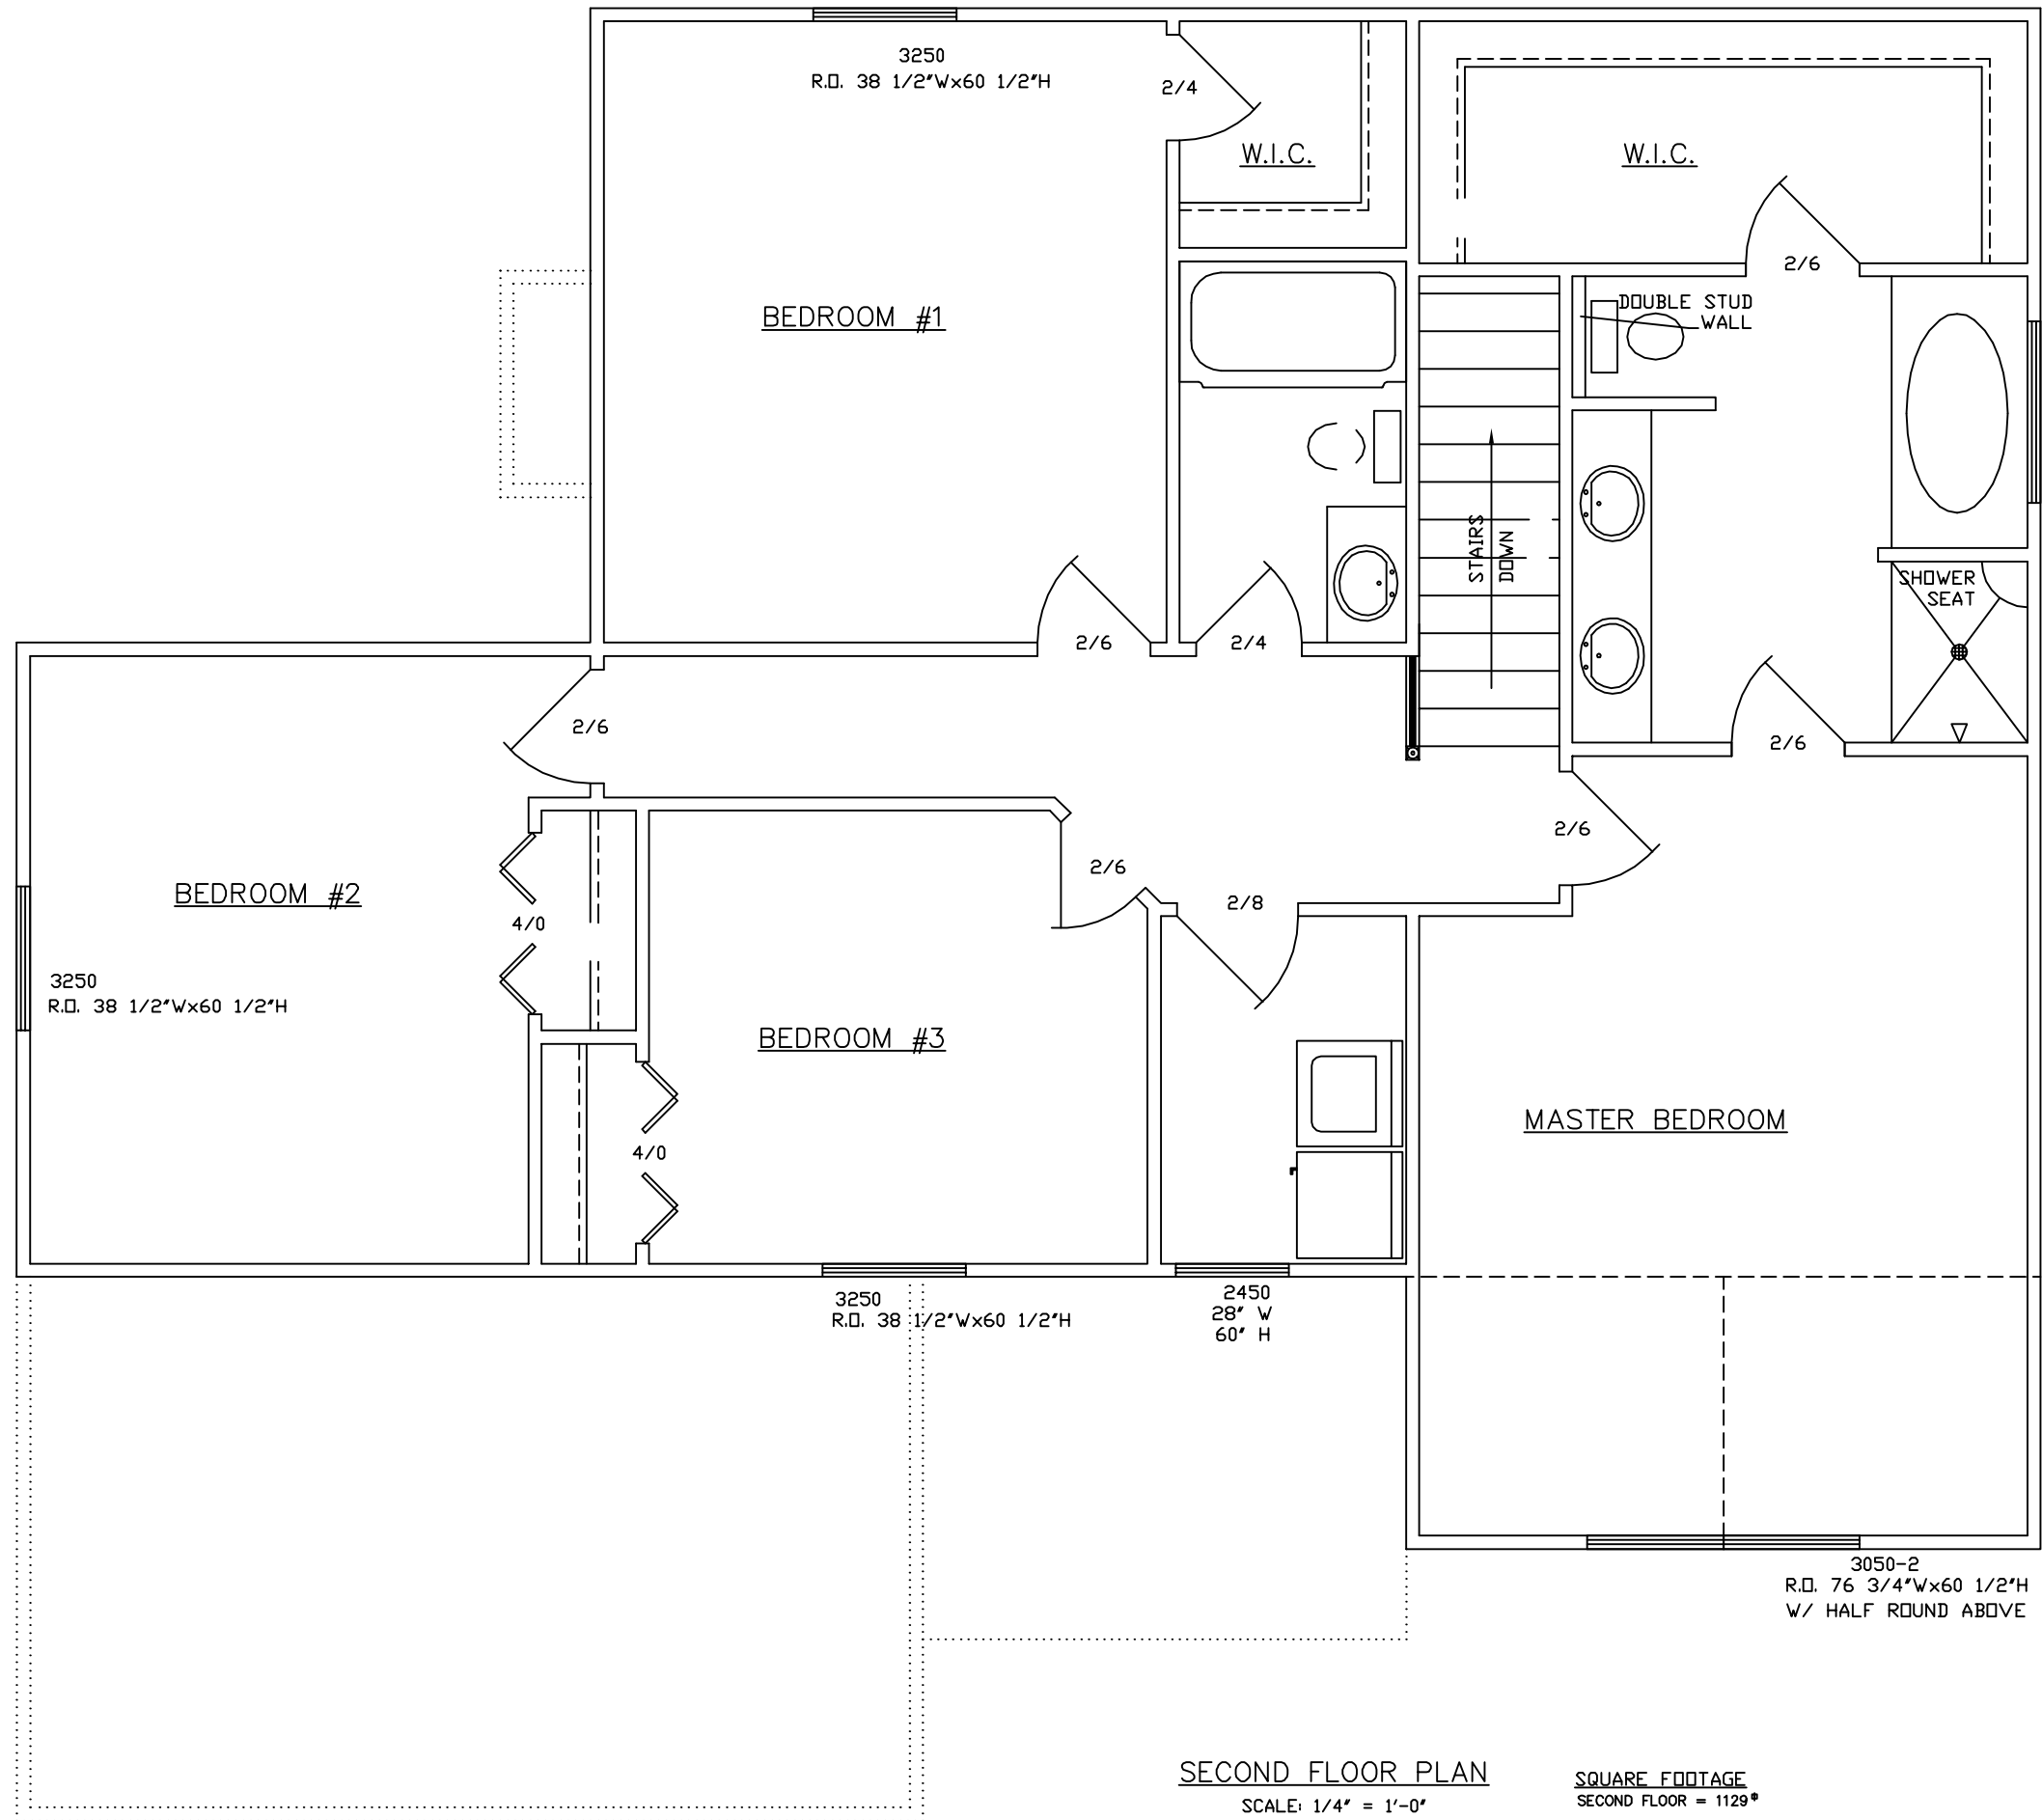 3250
R.O. 38 1/2"Wx60 1/2"H
2/4
W.I.C.
W.I.C.
2/6
DOUBLE STUD
WALL
BEDROOM #1
STAIRS
DOWN
SHOWER
SEAT
2/6
2/4
2/6
2/6
2/6
2/6
BEDROOM #2
4/0
2/8
3250
R.O. 38 1/2"Wx60 1/2"H
BEDROOM #3
MASTER BEDROOM
4/0
3250
R.O. 38 1/2"Wx60 1/2"H
2450
28" W
60" H
3050-2
R.O. 76 3/4"Wx60 1/2"H
W/ HALF ROUND ABOVE
SECOND FLOOR PLAN
SCALE: 1/4" = 1'-0"
SQUARE FOOTAGE
SECOND FLOOR = 1129